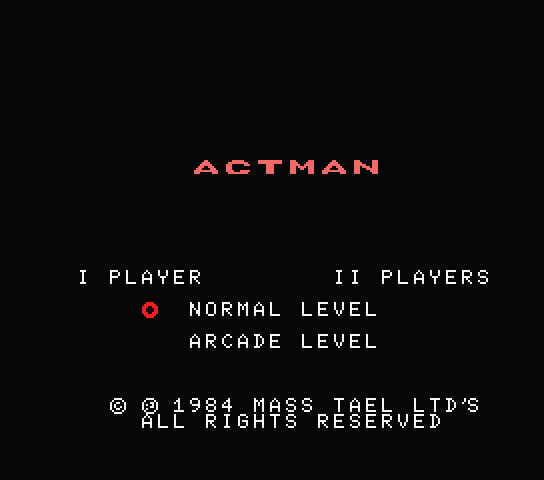 ACTMAN
I PLAYER II PLAYERS
NORMAL LEVEL
ARCADE LEVEL
© @ 1984 MASS TAEL LTD'S
ALL RIGHTS RESERVED